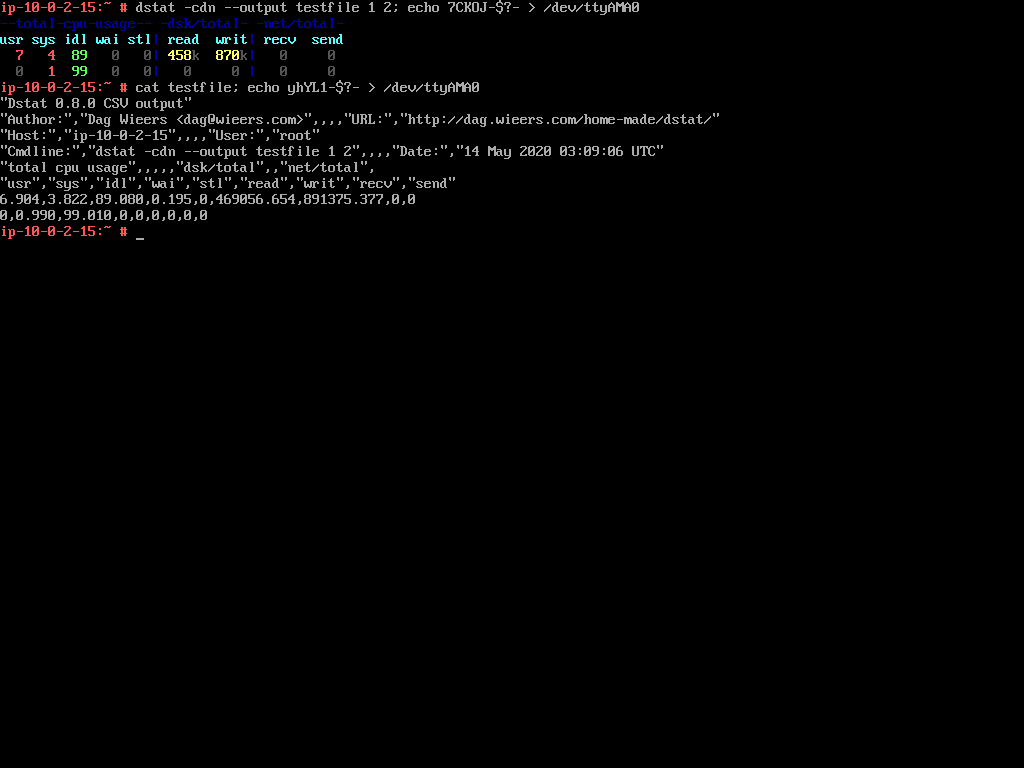 ip-10-0-2-15:~ # dstat -cdn --output testfile 1 2; echo 7CKOJ-$?- > /dev/ttyAMA0
--total-cpu-usage-- -dsk/total- -net/total-
usr sys idl wai stl| read  writ| recv  send
  7   4  89   0   0| 458k  870k|   0     0
  0   1  99   0   0|   0     0 |   0     0
ip-10-0-2-15:~ # cat testfile; echo yhYL1-$?- > /dev/ttyAMA0
"Dstat 0.8.0 CSV output"
"Author:","Dag Wieers <dag@wieers.com>",,,,"URL:","http://dag.wieers.com/home-made/dstat/"
"Host:","ip-10-0-2-15",,,,"User:","root"
"Cmdline:","dstat -cdn --output testfile 1 2",,,,"Date:","14 May 2020 03:09:06 UTC"
"total cpu usage",,,,,"dsk/total",,"net/total",
"usr","sys","idl","wai","stl","read","writ","recv","send"
6.904,3.822,89.080,0.195,0,469056.654,891375.377,0,0
0,0.990,99.010,0,0,0,0,0,0
ip-10-0-2-15:~ # _